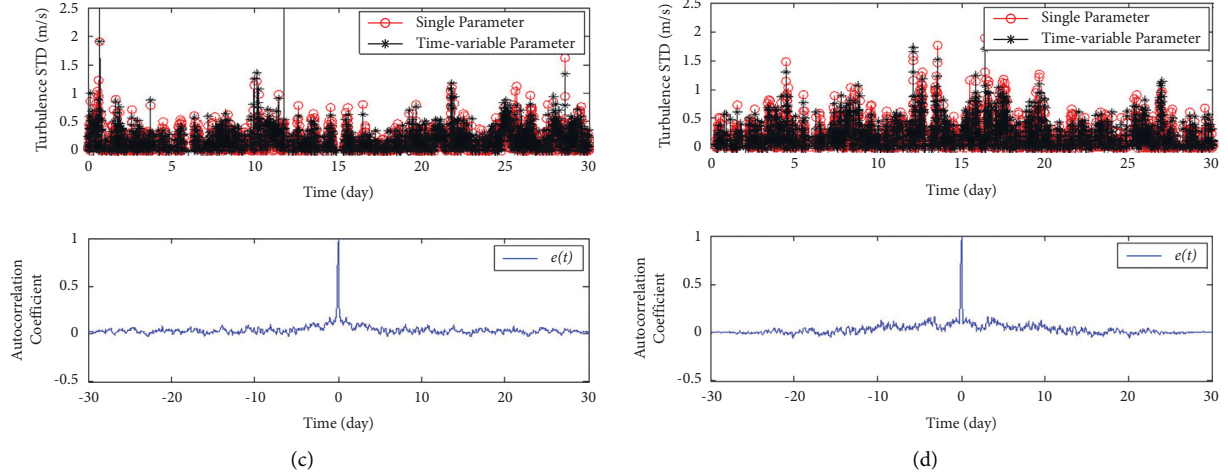 Turbulence STD (m/s)
2.5
2
1.5
1
0.5
0
Single Parameter
Time-variable Parameter
0 5 10 15 20 25 30
Time (day)
Turbulence STD (m/s)
2.5
2
1.5
1
0.5
0
Single Parameter
Time-variable Parameter
0 5 10 15 20 25 30
Time (day)
Autocorrelation
Coefficient
1
0.5
0
-0.5
e(t)
-30 -20 -10 0 10 20 30
Time (day)
(c)
Autocorrelation
Coefficient
1
0.5
0
-0.5
e(t)
-30 -20 -10 0 10 20 30
Time (day)
(d)